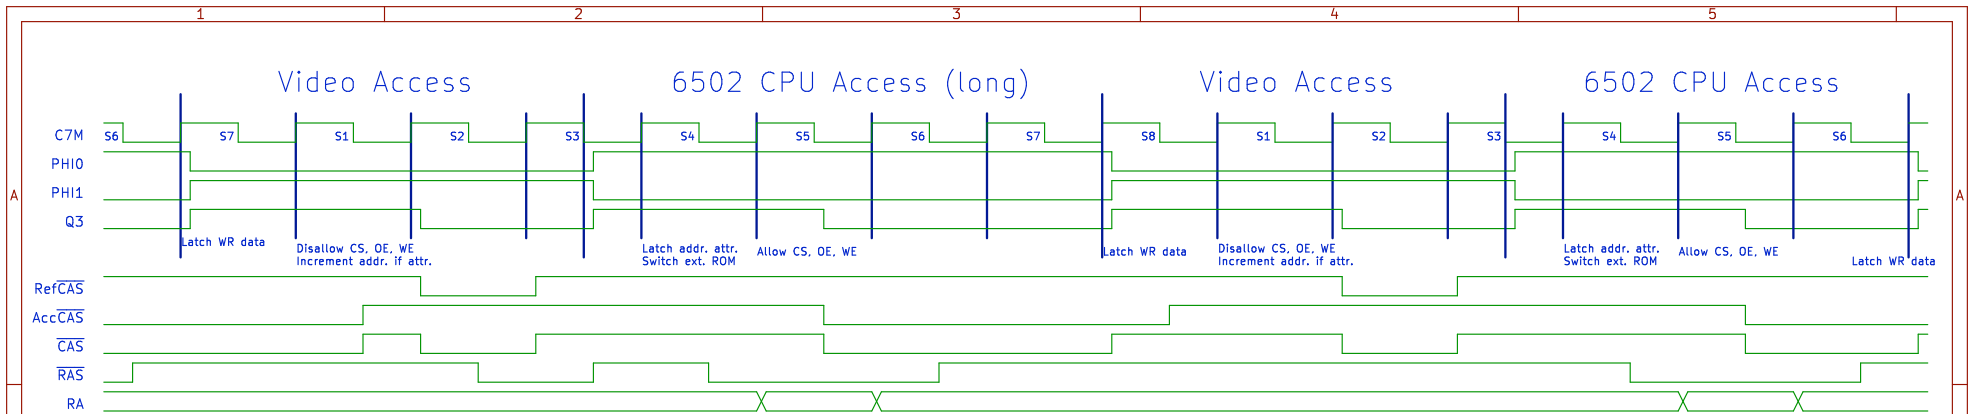 1 2 3 4 5
Video Access 6502 CPU Access (long) Video Access 6502 CPU Access
C7M S6 S7 S1 S2 S3 S4 S5 S6 S7 S8 S1 S2 S3 S4 S5 S6
PHI0
A PHI1 A
Q3
Latch WR data Disallow CS, OE, WE Latch addr. attr. Allow CS, OE, WE Latch WR data Disallow CS, OE, WE Latch addr. attr. Allow CS, OE, WE
Increment addr. if attr. Switch ext. ROM Increment addr. if attr. Switch ext. ROM Latch WR data
RefCAS
AccCAS
CAS
RAS
RA